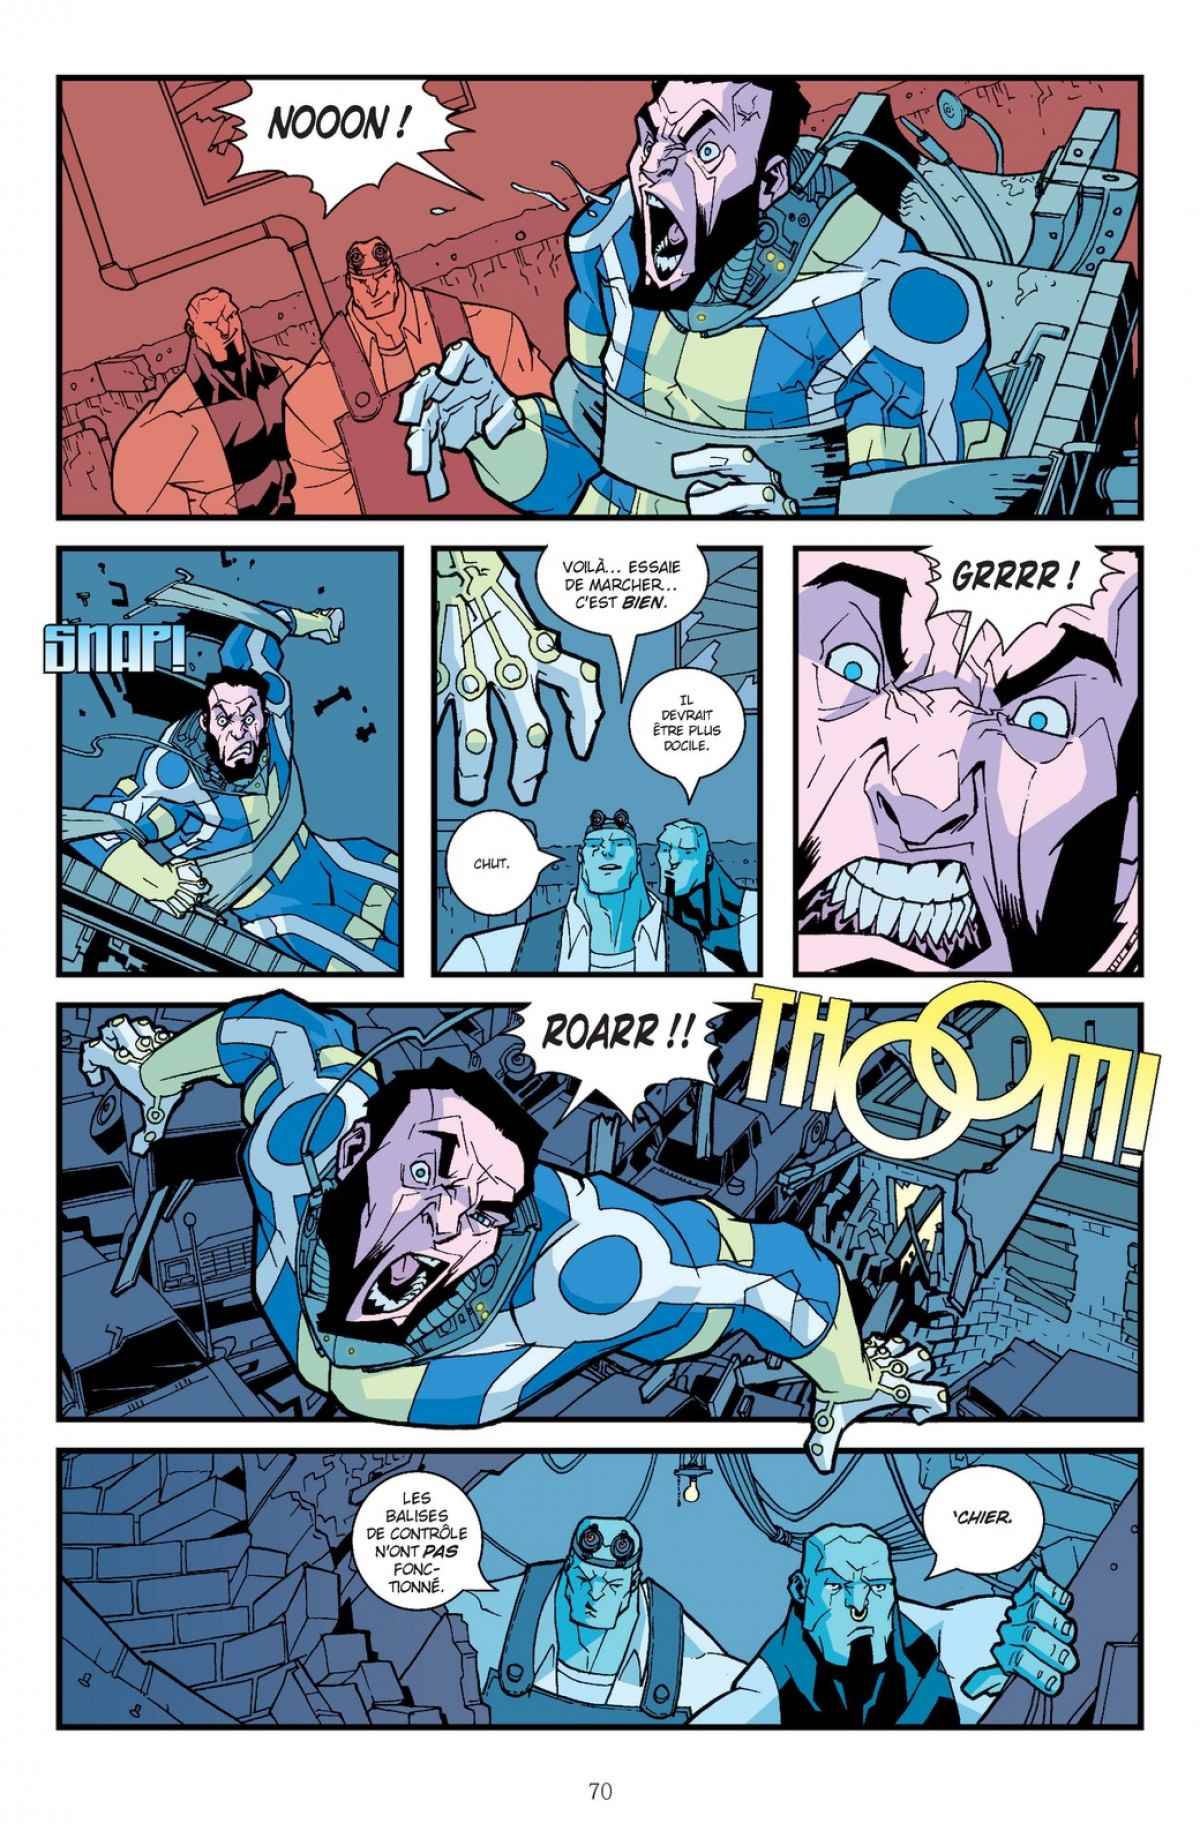 NOOON !
SNAP!
VOILÀ... ESSAIE
DE MARCHER...
C'EST BIEN.
IL
DEVRAIT
ÊTRE PLUS
DOCILE.
CHUT.
GRRRR !
ROARR !!
THOOM!
LES
BALISES
DE CONTRÔLE
N'ONT PAS
FONC-
TIONNÉ.
'CHIER.
70